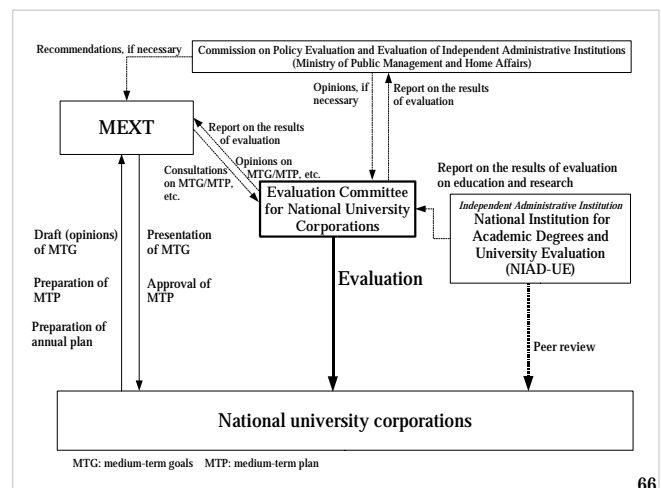 Recommendations, if necessary
Commission on Policy Evaluation and Evaluation of Independent Administrative Institutions
(Ministry of Public Management and Home Affairs)
Opinions, if
necessary
Report on the results
of evaluation
MEXT
Report on the results
of evaluation
Opinions on
MTG/MTP, etc.
Consultations
on MTG/MTP,
etc.
Evaluation Committee
for National University
Corporations
Report on the results of evaluation
on education and research
Independent Administrative Institution
National Institution for
Academic Degrees and
University Evaluation
(NIAD-UE)
Draft (opinions)
of MTG
Preparation of
MTP
Preparation of
annual plan
Presentation
of MTG
Approval of
MTP
Evaluation
Peer review
National university corporations
MTG: medium-term goals MTP: medium-term plan
66